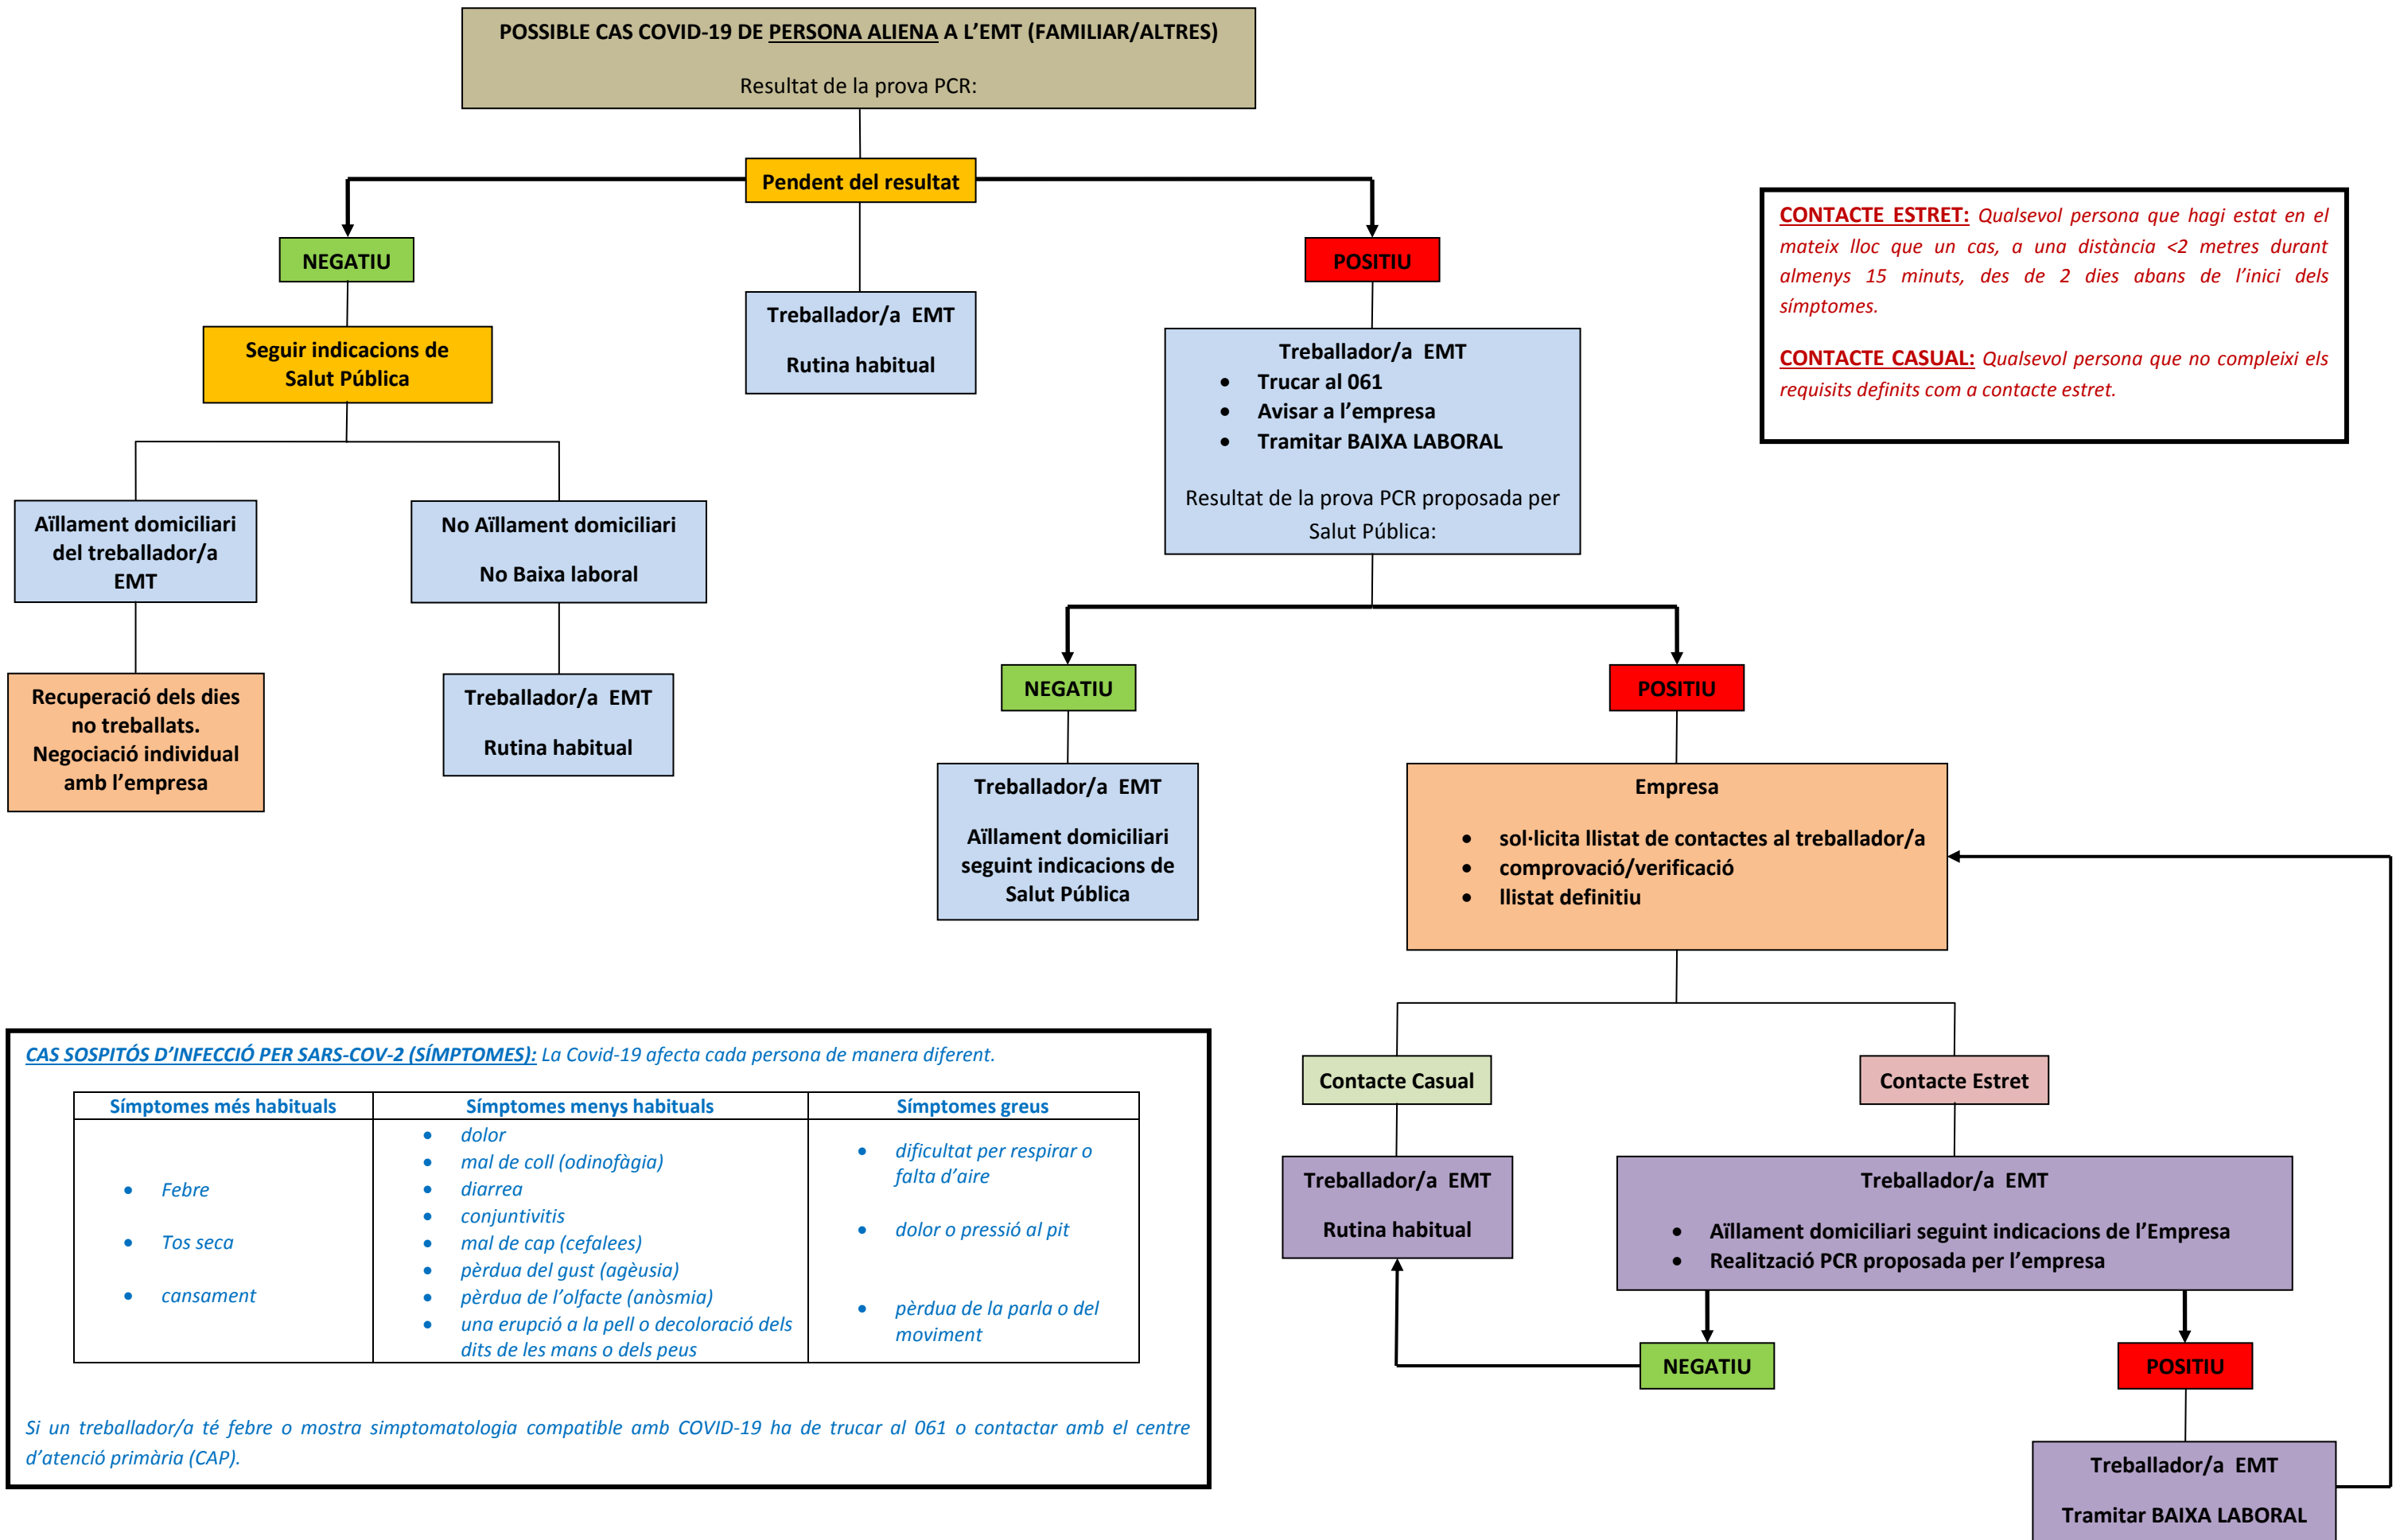 POSSIBLE CAS COVID-19 DE PERSONA ALIENA A L'EMT (FAMILIAR/ALTRES)
Resultat de la prova PCR:
Pendent del resultat
NEGATIU
POSITIU
Treballador/a EMT
Rutina habitual
Seguir indicacions de
Salut Pública
Treballador/a EMT
• Trucar al 061
• Avisar a l'empresa
• Tramitar BAIXA LABORAL
Resultat de la prova PCR proposada per
Salut Pública:
CONTACTE ESTRET: Qualsevol persona que hagi estat en el
mateix lloc que un cas, a una distància <2 metres durant
almenys 15 minuts, des de 2 dies abans de l'inici dels
símptomes.
CONTACTE CASUAL: Qualsevol persona que no compleixi els
requisits definits com a contacte estret.
Aïllament domiciliari
del treballador/a
EMT
No Aïllament domiciliari
No Baixa laboral
Recuperació dels dies
no treballats.
Negociació individual
amb l'empresa
Treballador/a EMT
Rutina habitual
NEGATIU
POSITIU
Treballador/a EMT
Aïllament domiciliari
seguint indicacions de
Salut Pública
Empresa
• sol·licita llistat de contactes al treballador/a
• comprovació/verificació
• llistat definitiu
Contacte Casual
Contacte Estret
Treballador/a EMT
Rutina habitual
Treballador/a EMT
• Aïllament domiciliari seguint indicacions de l'Empresa
• Realització PCR proposada per l'empresa
NEGATIU
POSITIU
Treballador/a EMT
Tramitar BAIXA LABORAL
CAS SOSPITÓS D'INFECCIÓ PER SARS-COV-2 (SÍMPTOMES): La Covid-19 afecta cada persona de manera diferent.
Símptomes més habituals
• Febre
• Tos seca
• cansament
Símptomes menys habituals
• dolor
• mal de coll (odinofàgia)
• diarrea
• conjuntivitis
• mal de cap (cefalees)
• pèrdua del gust (agèusia)
• pèrdua de l'olfacte (anòsmia)
• una erupció a la pell o decoloració dels
dits de les mans o dels peus
Símptomes greus
• dificultat per respirar o
falta d'aire
• dolor o pressió al pit
• pèrdua de la parla o del
moviment
Si un treballador/a té febre o mostra simptomatologia compatible amb COVID-19 ha de trucar al 061 o contactar amb el centre
d'atenció primària (CAP).